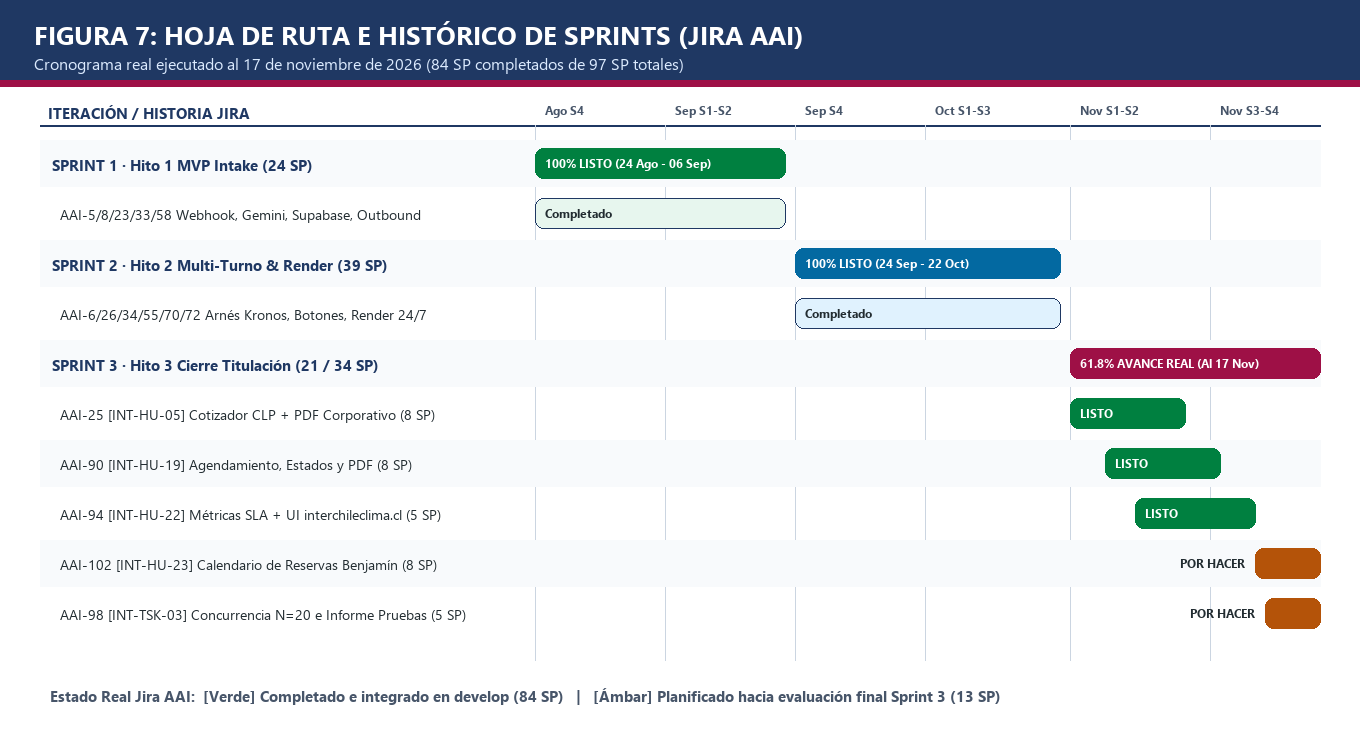 FIGURA 7: HOJA DE RUTA E HISTÓRICO DE SPRINTS (JIRA AAI)
Cronograma real ejecutado al 17 de noviembre de 2026 (84 SP completados de 97 SP totales)
ITERACIÓN / HISTORIA JIRA
Ago S4
Sep S1-S2
Sep S4
Oct S1-S3
Nov S1-S2
Nov S3-S4
SPRINT 1 · Hito 1 MVP Intake (24 SP)
100% LISTO (24 Ago - 06 Sep)
AAI-5/8/23/33/58 Webhook, Gemini, Supabase, Outbound
Completado
SPRINT 2 · Hito 2 Multi-Turno & Render (39 SP)
100% LISTO (24 Sep - 22 Oct)
AAI-6/26/34/55/70/72 Arnés Kronos, Botones, Render 24/7
Completado
SPRINT 3 · Hito 3 Cierre Titulación (21 / 34 SP)
61.8% AVANCE REAL (Al 17 Nov)
AAI-25 [INT-HU-05] Cotizador CLP + PDF Corporativo (8 SP)
LISTO
AAI-90 [INT-HU-19] Agendamiento, Estados y PDF (8 SP)
LISTO
AAI-94 [INT-HU-22] Métricas SLA + UI interchileclima.cl (5 SP)
LISTO
AAI-102 [INT-HU-23] Calendario de Reservas Benjamín (8 SP)
POR HACER
AAI-98 [INT-TSK-03] Concurrencia N=20 e Informe Pruebas (5 SP)
POR HACER
Estado Real Jira AAI:  [Verde] Completado e integrado en develop (84 SP)   |   [Ámbar] Planificado hacia evaluación final Sprint 3 (13 SP)